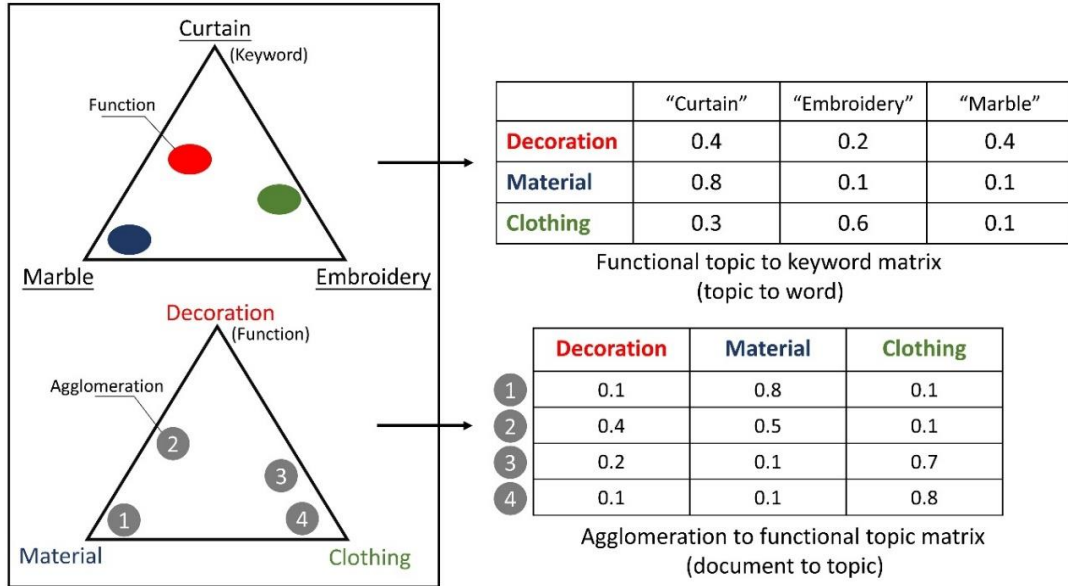 Curtain
(Keyword)
Function
Marble
Embroidery
Decoration
(Function)
Agglomeration
2
3
1
4
Material
Clothing
“Curtain” “Embroidery” “Marble”
Decoration 0.4 0.2 0.4
Material 0.8 0.1 0.1
Clothing 0.3 0.6 0.1
Functional topic to keyword matrix
(topic to word)
Decoration Material Clothing
1 0.1 0.8 0.1
2 0.4 0.5 0.1
3 0.2 0.1 0.7
4 0.1 0.1 0.8
Agglomeration to functional topic matrix
(document to topic)